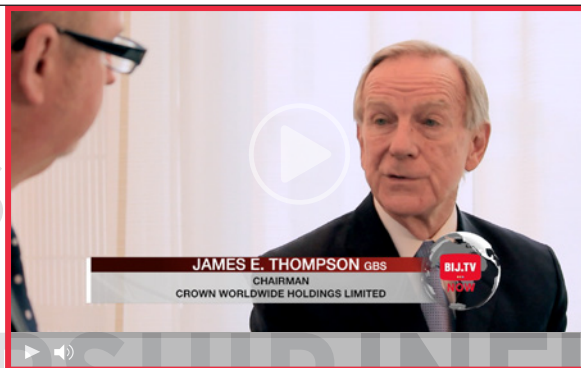 JAMES E. THOMPSON GBS
CHAIRMAN
CROWN WORLDWIDE HOLDINGS LIMITED
BIJ.TV
NOW